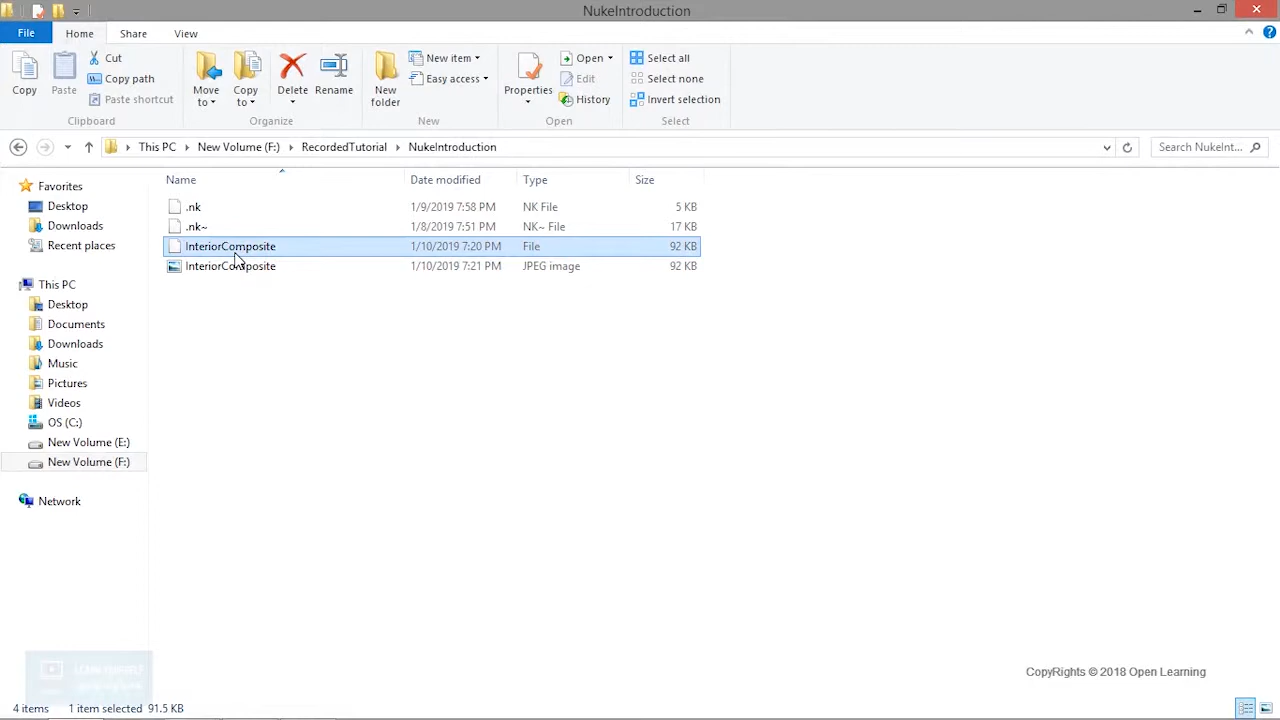 NukeIntroduction
File Home Share View
Copy Paste Cut Copy path Paste shortcut
Clipboard
Move to Copy to Delete Rename
Organize
New folder New item Easy access
New
Properties Open Edit History
Open
Select all Select none Invert selection
Select
This PC New Volume (F:) RecordedTutorial NukeIntroduction Search NukeInt...
Name Date modified Type Size
.nk 1/9/2019 7:58 PM NK File 5 KB
.nk~ 1/8/2019 7:51 PM NK~ File 17 KB
InteriorComposite 1/10/2019 7:20 PM File 92 KB
InteriorComposite 1/10/2019 7:21 PM JPEG image 92 KB
Favorites
Desktop
Downloads
Recent places
This PC
Desktop
Documents
Downloads
Music
Pictures
Videos
OS (C:)
New Volume (E:)
New Volume (F:)
Network
CopyRights © 2018 Open Learning
4 items 1 item selected 91.5 KB